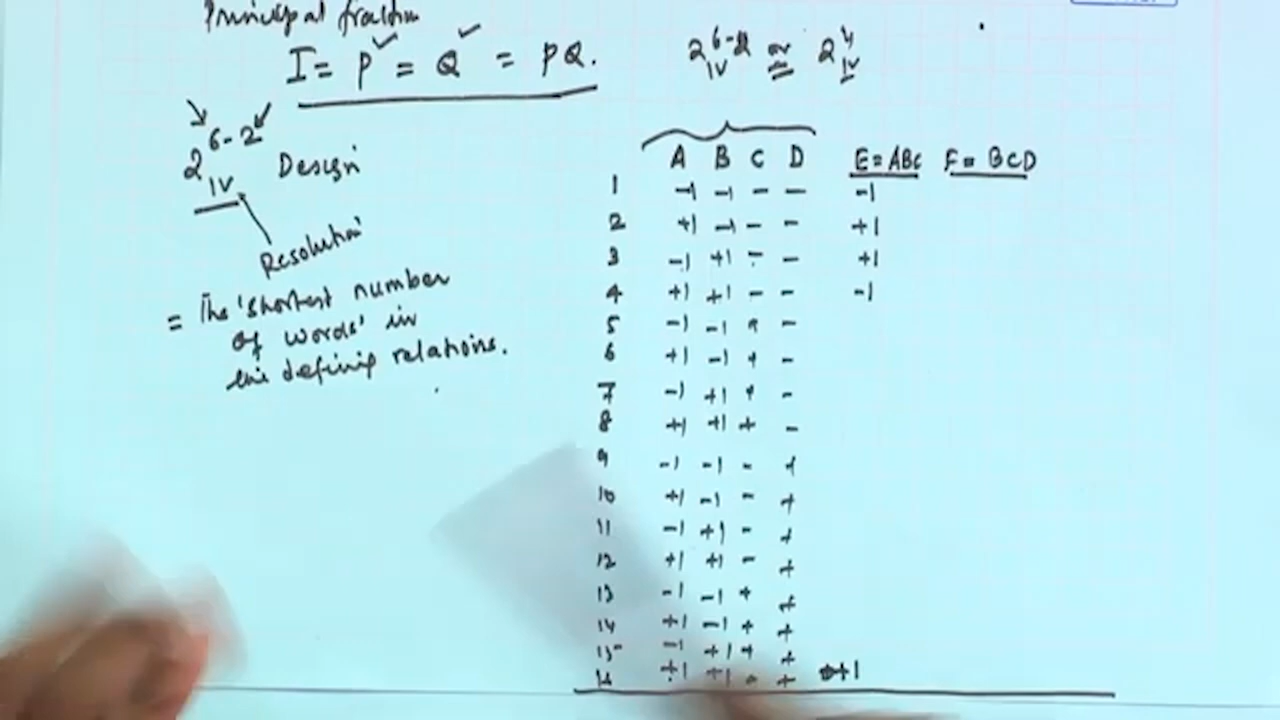 Principal fraction
I = P = Q = PQ.
2^{6-2}_{IV} Design
Resolution
= The 'shortest number
of words' in
the defining relations.
2^{6-2}_{IV} or 2^{4}_{IV}
A B C D E = ABC F = BCD
1 -1 -1 - - -1
2 +1 -1 - - +1
3 -1 +1 - - +1
4 +1 +1 - - -1
5 -1 -1 + -
6 +1 -1 + -
7 -1 +1 + -
8 +1 +1 + -
9 -1 -1 - +
10 +1 -1 - +
11 -1 +1 - +
12 +1 +1 - +
13 -1 -1 + +
14 +1 -1 + +
15 -1 +1 + +
16 +1 +1 + + +1